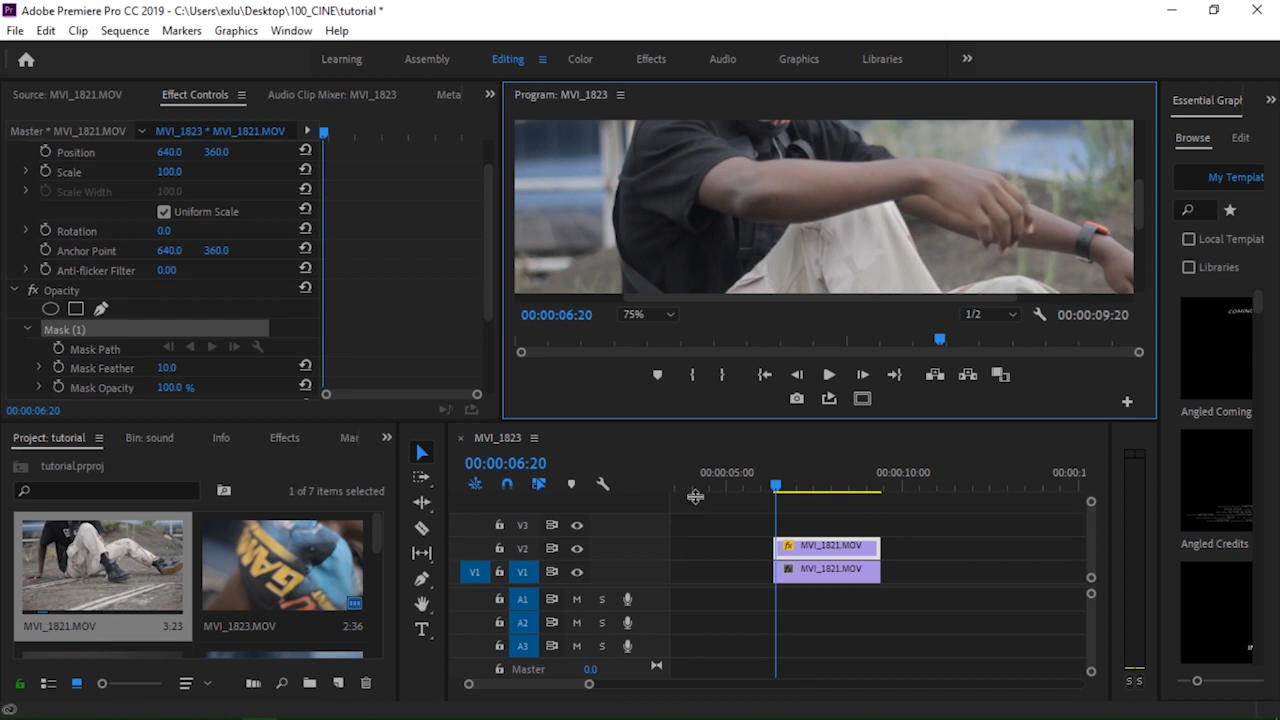 Adobe Premiere Pro CC 2019 - C:\Users\exlu\Desktop\100_CINE\tutorial *
File Edit Clip Sequence Markers Graphics Window Help
Learning Assembly Editing Color Effects Audio Graphics Libraries
Source: MVI_1821.MOV Effect Controls Audio Clip Mixer: MVI_1823 Meta
Program: MVI_1823
Essential Graph
Browse Edit
My Templat
Local Templat
Libraries
Master * MVI_1821.MOV MVI_1823 * MVI_1821.MOV
Position 640.0 360.0
Scale 100.0
Scale Width 100.0
Uniform Scale
Rotation 0.0
Anchor Point 640.0 360.0
Anti-flicker Filter 0.00
fx Opacity
Mask (1)
Mask Path
Mask Feather 10.0
Mask Opacity 100.0 %
00:00:06:20
00:00:06:20 75% 1/2 00:00:09:20
Project: tutorial Bin: sound Info Effects Mar
tutorial.prproj
1 of 7 items selected
MVI_1821.MOV 3:23
MVI_1823.MOV 2:36
MVI_1823
00:00:06:20
00:00:05:00 00:00:10:00 00:00:1
V3
V2 fx MVI_1821.MOV
V1 V1 fx MVI_1821.MOV
A1 M S
A2 M S
A3 M S
Master 0.0
S S
COMING
Angled Coming
Angled Credits